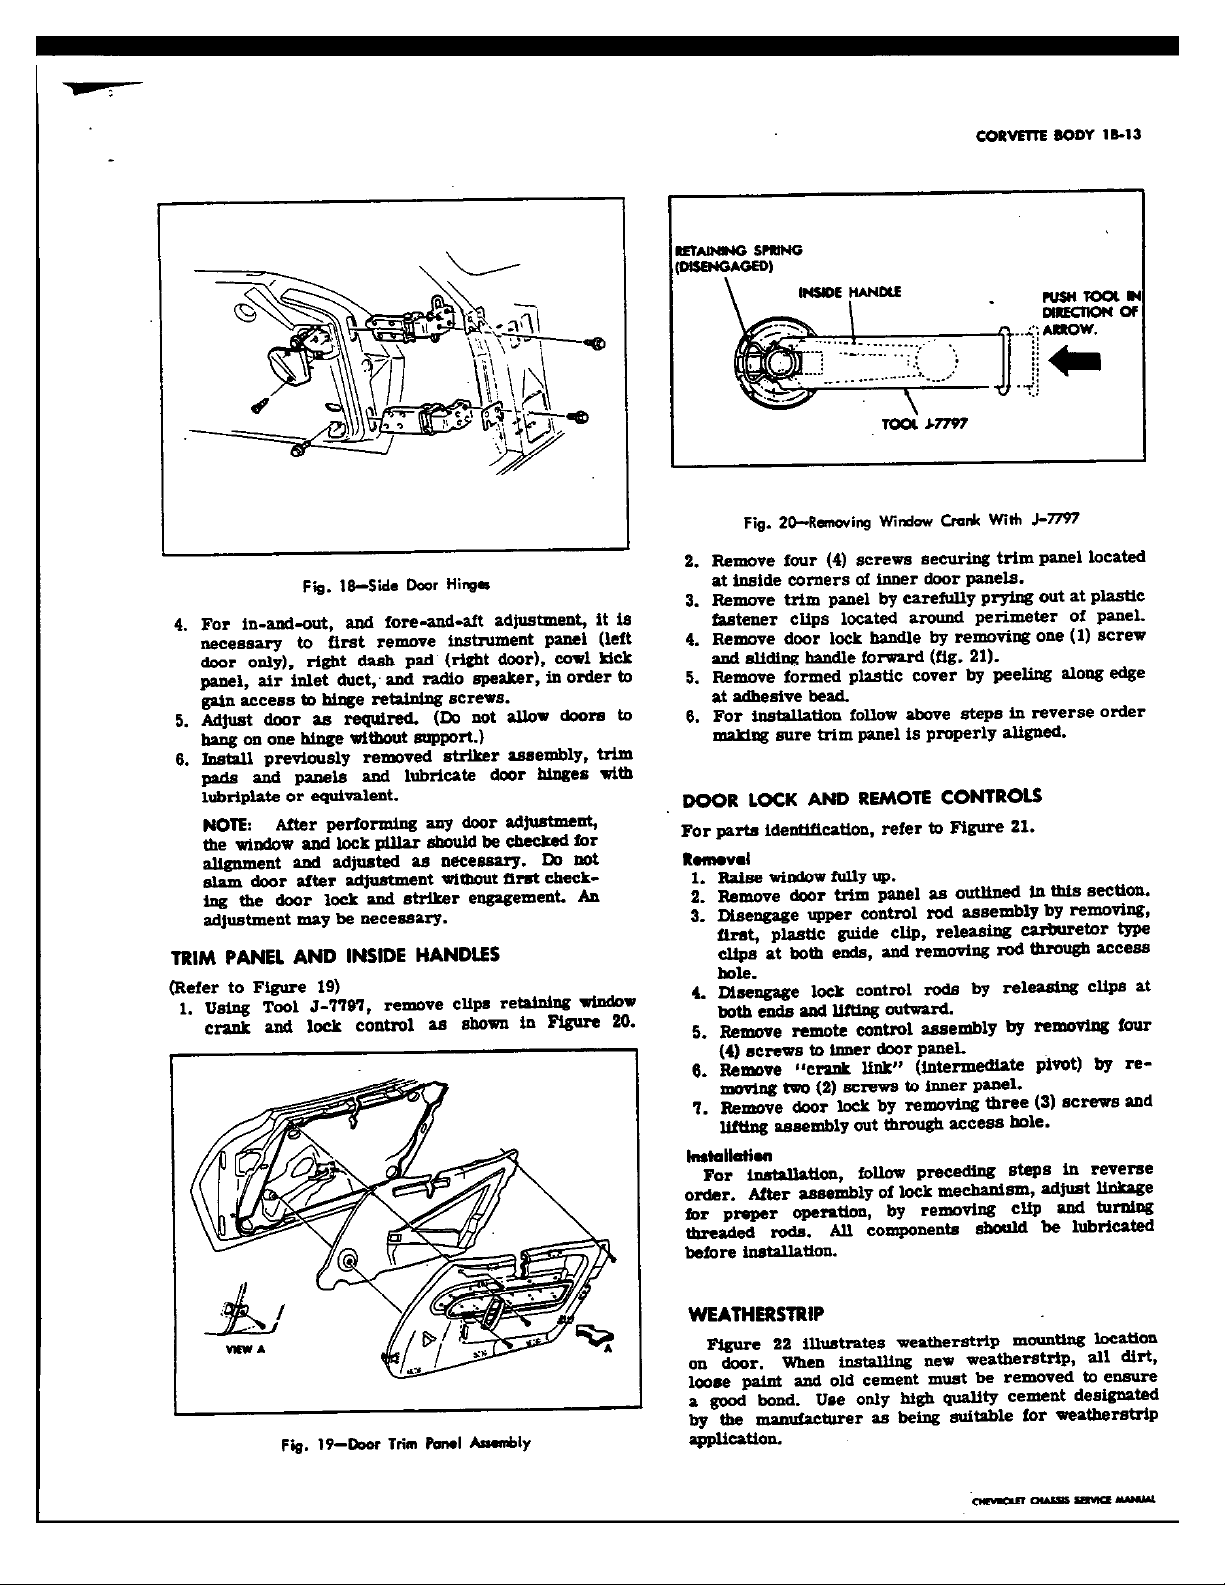 CORVETTE BODY 1B-13
Fig. 18—Side Door Hinges
4. For in-and-out, and fore-and-aft adjustment, it is
necessary to first remove instrument panel (left
door only), right dash pad (right door), cowl kick
panel, air inlet duct, and radio speaker, in order to
gain access to hinge retaining screws.
5. Adjust door as required. (Do not allow doors to
hang on one hinge without support.)
6. Install previously removed striker assembly, trim
pads and panels and lubricate door hinges with
lubriplate or equivalent.
NOTE: After performing any door adjustment,
the window and lock pillar should be checked for
alignment and adjusted as necessary. Do not
slam door after adjustment without first check-
ing the door lock and striker engagement. An
adjustment may be necessary.
TRIM PANEL AND INSIDE HANDLES
(Refer to Figure 19)
1. Using Tool J-7797, remove clips retaining window
crank and lock control as shown in Figure 20.
VIEW A
A
Fig. 19—Door Trim Panel Assembly
RETAINING SPRING
(DISENGAGED)
INSIDE HANDLE
PUSH TOOL IN
DIRECTION OF
ARROW.
TOOL J-7797
Fig. 20—Removing Window Crank With J-7797
2. Remove four (4) screws securing trim panel located
at inside corners of inner door panels.
3. Remove trim panel by carefully prying out at plastic
fastener clips located around perimeter of panel.
4. Remove door lock handle by removing one (1) screw
and sliding handle forward (fig. 21).
5. Remove formed plastic cover by peeling along edge
at adhesive bead.
6. For installation follow above steps in reverse order
making sure trim panel is properly aligned.
DOOR LOCK AND REMOTE CONTROLS
For parts identification, refer to Figure 21.
Removal
1. Raise window fully up.
2. Remove door trim panel as outlined in this section.
3. Disengage upper control rod assembly by removing,
first, plastic guide clip, releasing carburetor type
clips at both ends, and removing rod through access
hole.
4. Disengage lock control rods by releasing clips at
both ends and lifting outward.
5. Remove remote control assembly by removing four
(4) screws to inner door panel.
6. Remove "crank link" (intermediate pivot) by re-
moving two (2) screws to inner panel.
7. Remove door lock by removing three (3) screws and
lifting assembly out through access hole.
Installation
For installation, follow preceding steps in reverse
order. After assembly of lock mechanism, adjust linkage
for proper operation, by removing clip and turning
threaded rods. All components should be lubricated
before installation.
WEATHERSTRIP
Figure 22 illustrates weatherstrip mounting location
on door. When installing new weatherstrip, all dirt,
loose paint and old cement must be removed to ensure
a good bond. Use only high quality cement designated
by the manufacturer as being suitable for weatherstrip
application.
CHEVROLET CHASSIS SERVICE MANUAL